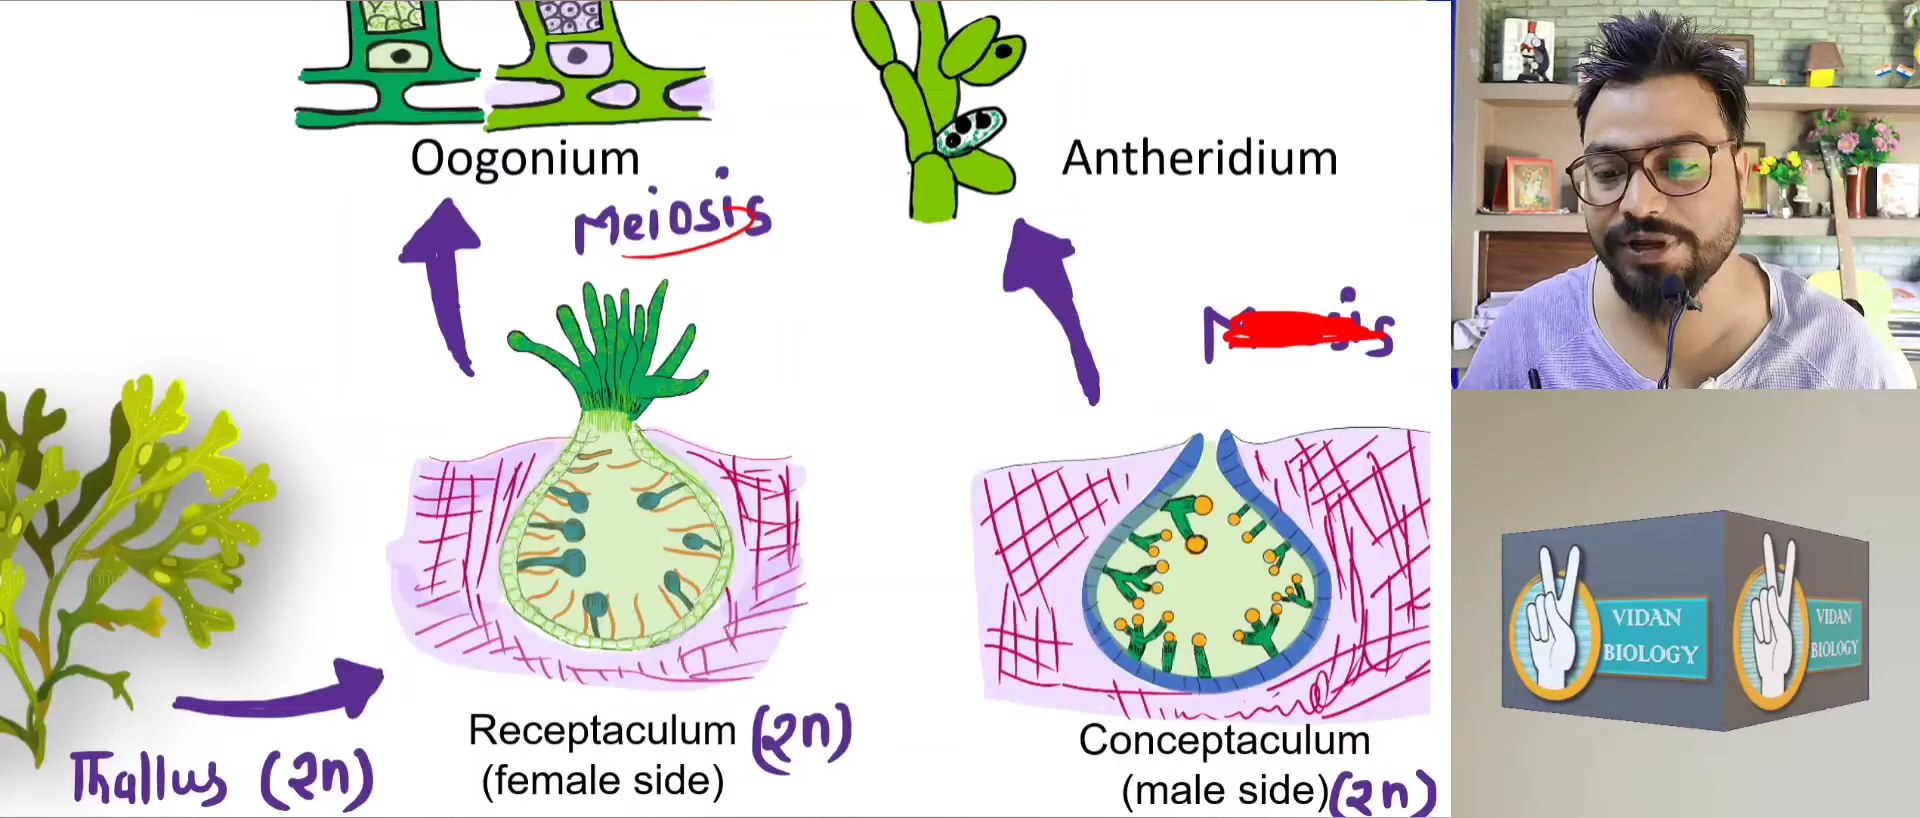 Oogonium
Antheridium
Meiosis
Receptaculum (2n)
(female side)
Conceptaculum
(male side) (2n)
Thallus (2n)
VIDAN
BIOLOGY
VIDAN
BIOLOGY